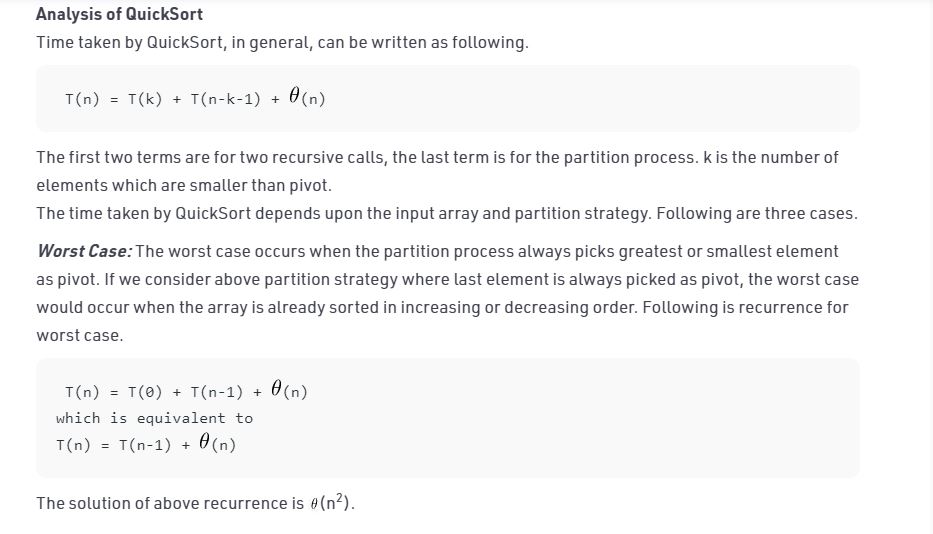 Analysis of QuickSort
Time taken by QuickSort, in general, can be written as following.
T(n) = T(k) + T(n-k-1) + θ(n)
The first two terms are for two recursive calls, the last term is for the partition process. k is the number of
elements which are smaller than pivot.
The time taken by QuickSort depends upon the input array and partition strategy. Following are three cases.
Worst Case: The worst case occurs when the partition process always picks greatest or smallest element
as pivot. If we consider above partition strategy where last element is always picked as pivot, the worst case
would occur when the array is already sorted in increasing or decreasing order. Following is recurrence for
worst case.
T(n) = T(0) + T(n-1) + θ(n)
which is equivalent to
T(n) = T(n-1) + θ(n)
The solution of above recurrence is θ(n²).